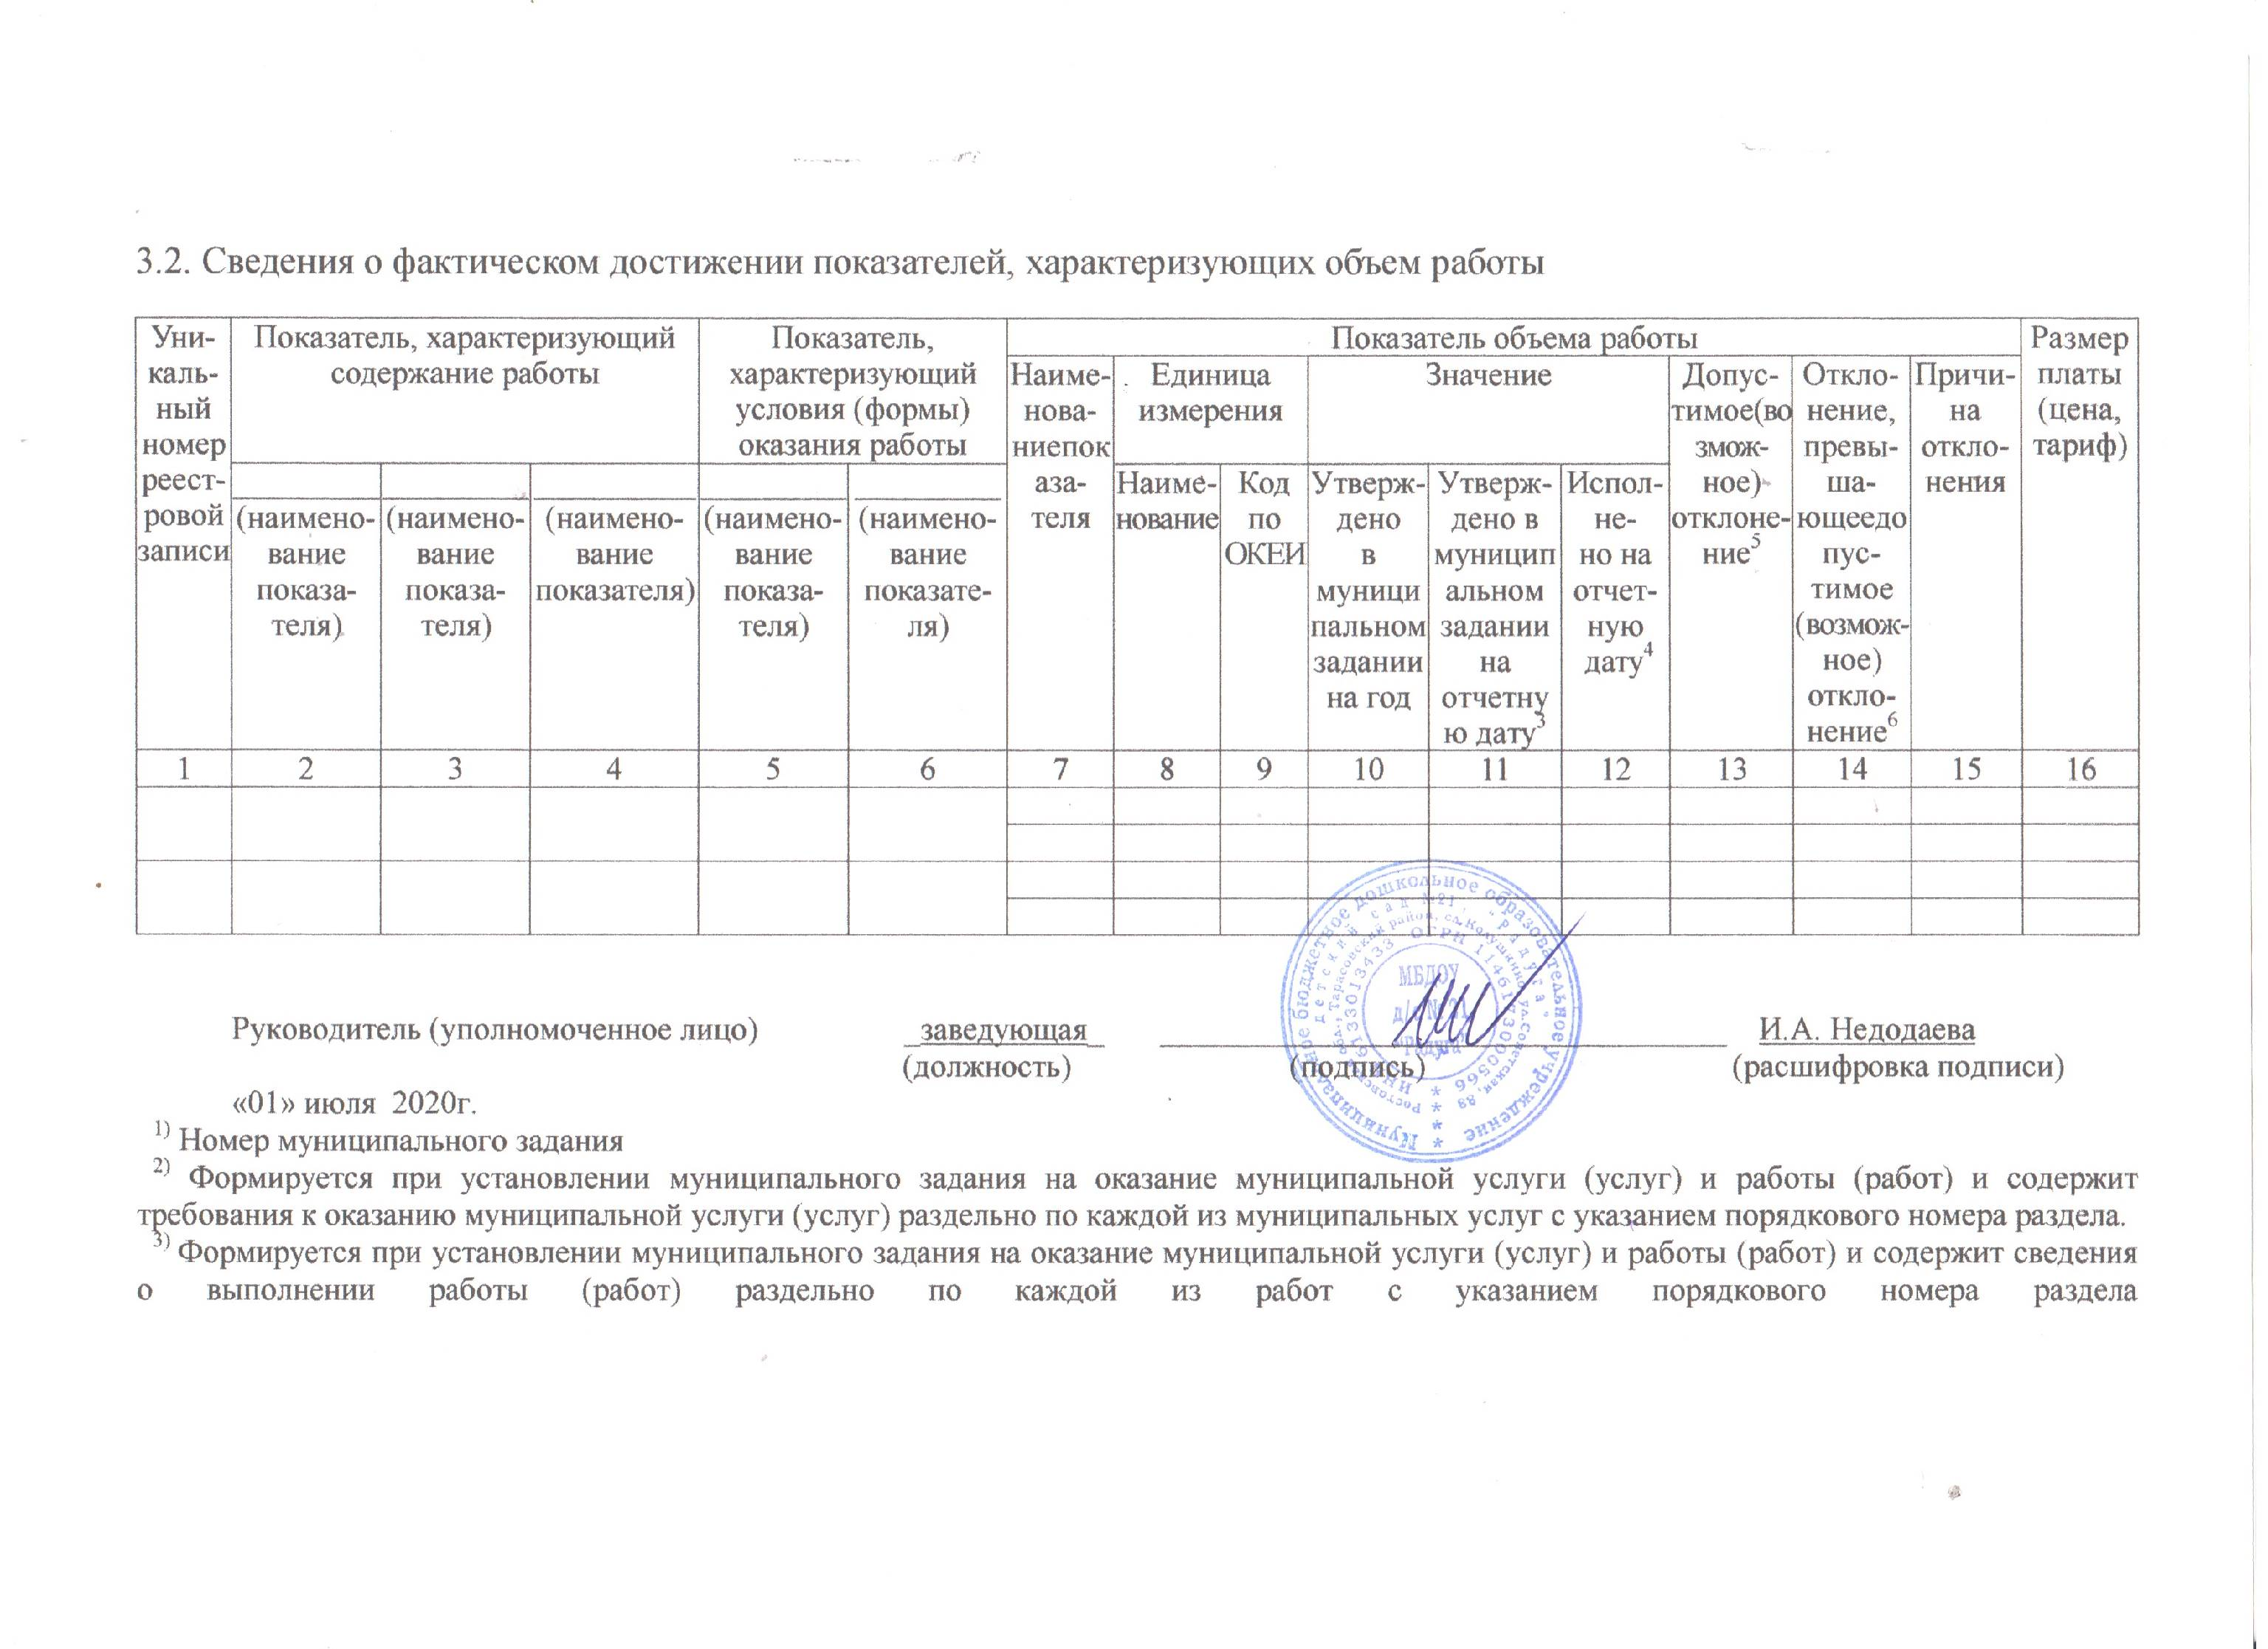 3.2. Сведения о фактическом достижении показателей, характеризующих объем работы
Уни-
каль-
ный
номер
реест-
ровой
записи
Показатель, характеризующий
содержание работы
Показатель,
характеризующий
условия (формы)
оказания работы
Показатель объема работы
Размер
платы
(цена,
тариф)
Наиме-
нова-
ниепок
аза-
теля
Единица
измерения
Значение
Допус-
тимое(во
змож-
ное)
отклоне-
ние5
Откло-
нение,
превы-
ша-
ющеедо
пус-
тимое
(возмож-
ное)
откло-
нение6
Причи-
на
откло-
нения
(наимено-
вание
показа-
теля)
(наимено-
вание
показа-
теля)
(наимено-
вание
показателя)
(наимено-
вание
показа-
теля)
(наимено-
вание
показате-
ля)
Наиме-
нование
Код
по
ОКЕИ
Утверж-
дено
в
муници
пальном
задании
на год
Утверж-
дено в
муницип
альном
задании
на
отчетну
ю дату3
Испол-
не-
но на
отчет-
ную
дату4
1 2 3 4 5 6 7 8 9 10 11 12 13 14 15 16
Муниципальное бюджетное дошкольное образовательное учреждение
детский сад №21 "Радуга"
МБДОУ
Руководитель (уполномоченное лицо) заведующая И.А. Недодаева
(должность) (подпись) (расшифровка подписи)
«01» июля 2020г.
1) Номер муниципального задания
2) Формируется при установлении муниципального задания на оказание муниципальной услуги (услуг) и работы (работ) и содержит
требования к оказанию муниципальной услуги (услуг) раздельно по каждой из муниципальных услуг с указанием порядкового номера раздела.
3) Формируется при установлении муниципального задания на оказание муниципальной услуги (услуг) и работы (работ) и содержит сведения
о выполнении работы (работ) раздельно по каждой из работ с указанием порядкового номера раздела